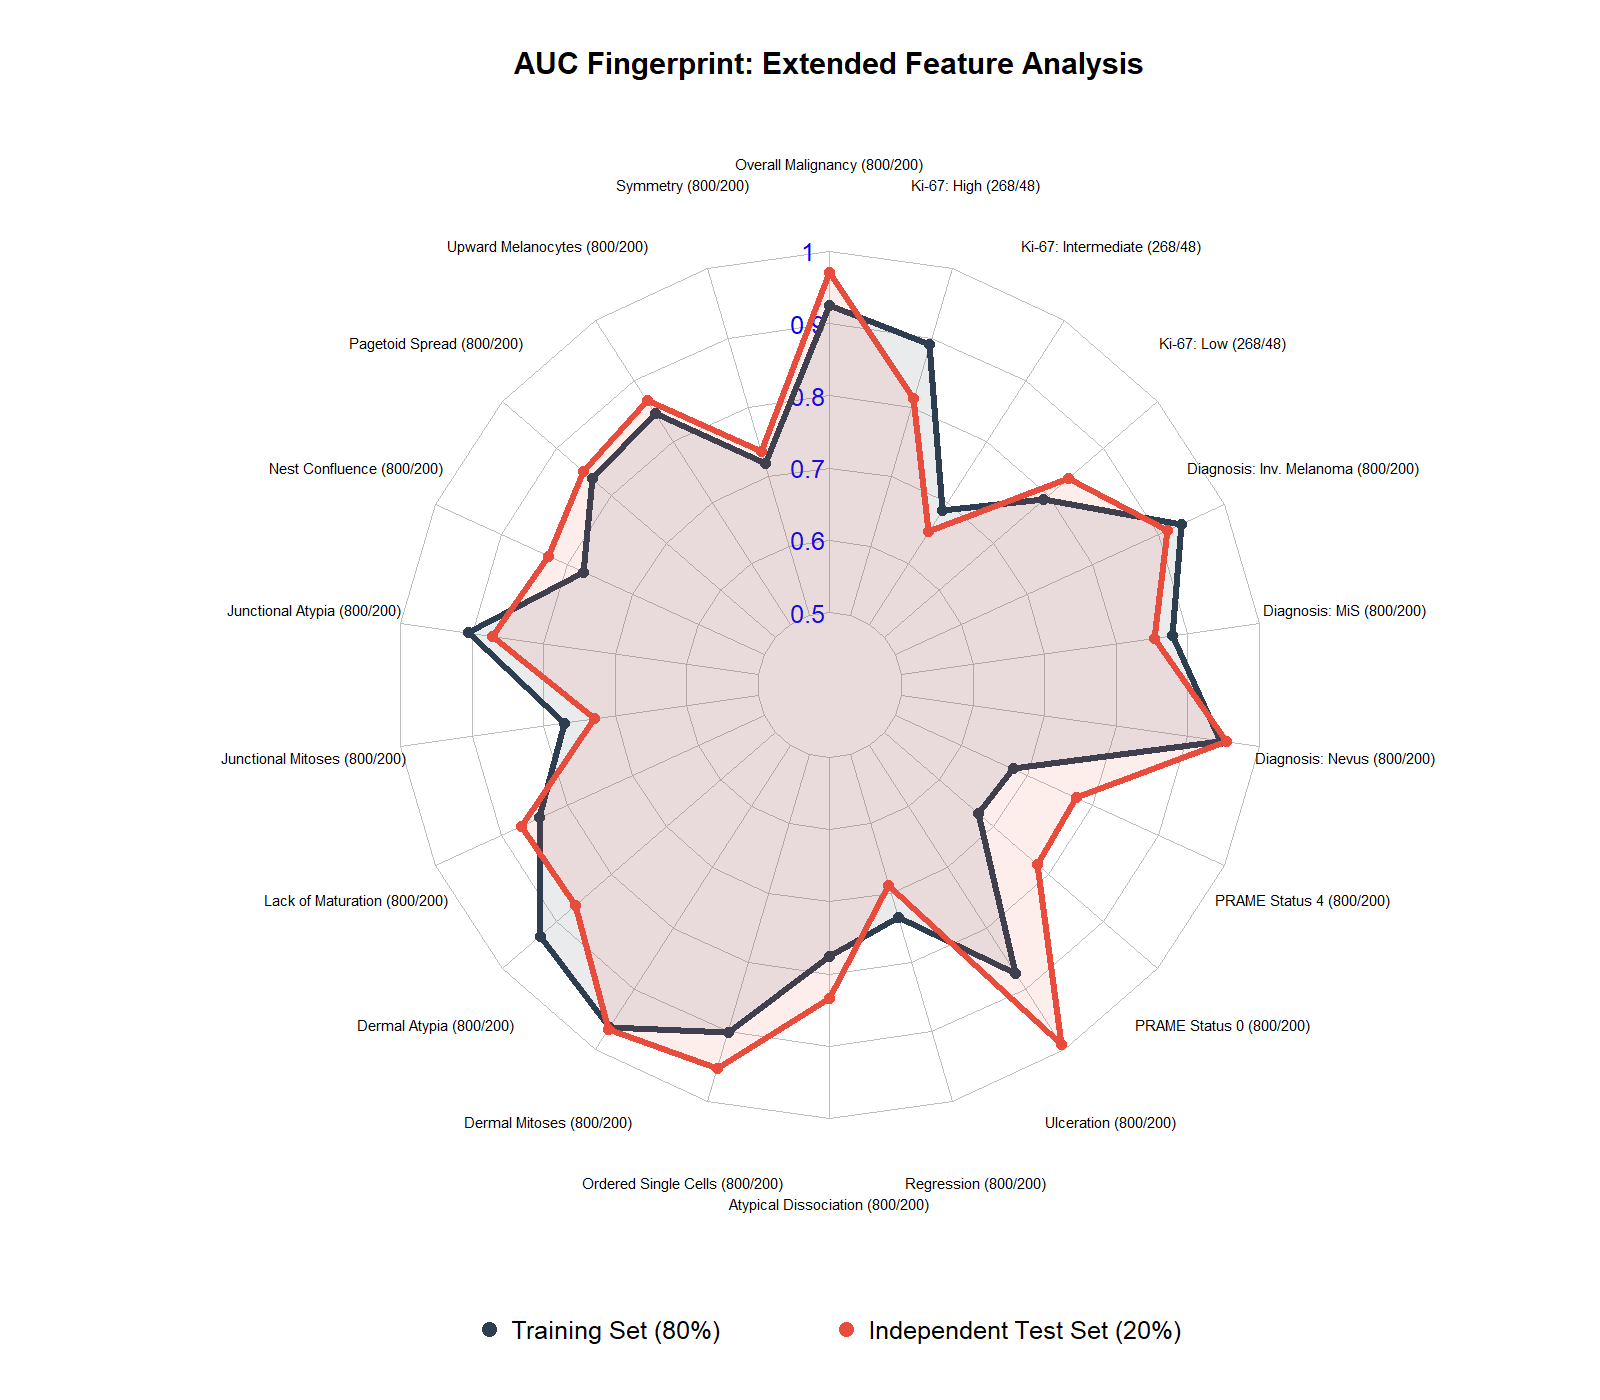 AUC Fingerprint: Extended Feature Analysis
Overall Malignancy (800/200)
Symmetry (800/200)
Ki-67: High (268/48)
Upward Melanocytes (800/200)
Ki-67: Intermediate (268/48)
1
0.9
Pagetoid Spread (800/200)
Ki-67: Low (268/48)
0.8
Nest Confluence (800/200)
0.7
Diagnosis: Inv. Melanoma (800/200)
0.6
Junctional Atypia (800/200)
0.5
Diagnosis: MiS (800/200)
Junctional Mitoses (800/200)
Diagnosis: Nevus (800/200)
Lack of Maturation (800/200)
PRAME Status 4 (800/200)
Dermal Atypia (800/200)
PRAME Status 0 (800/200)
Dermal Mitoses (800/200)
Ulceration (800/200)
Ordered Single Cells (800/200)
Regression (800/200)
Atypical Dissociation (800/200)
Training Set (80%)
Independent Test Set (20%)